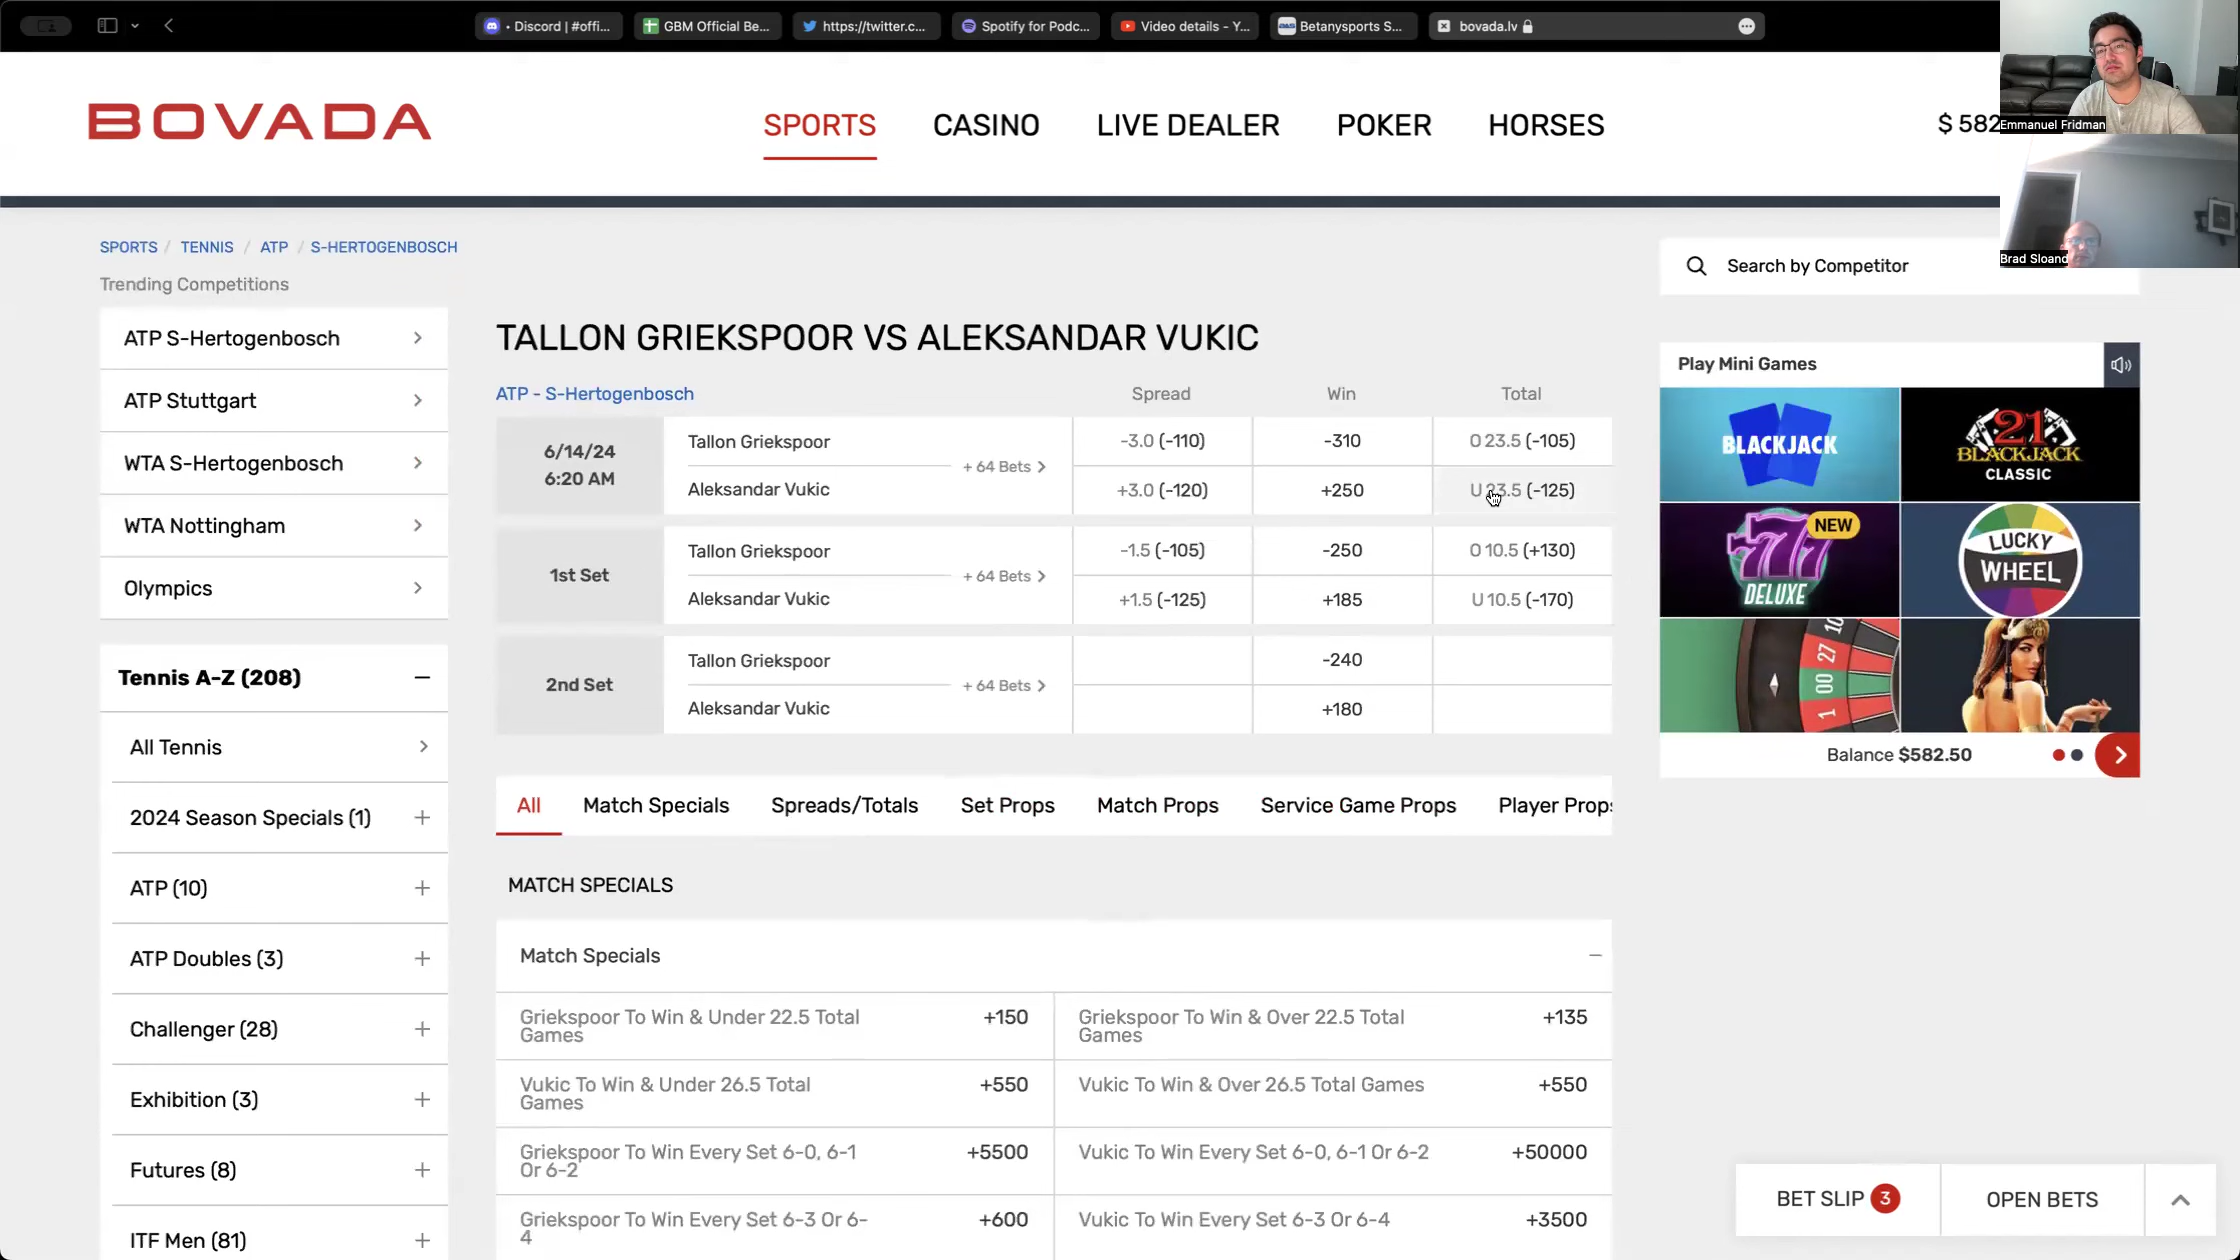 • Discord | #offi...
GBM Official Be...
https://twitter.c...
Spotify for Podc...
Video details - Y...
Betanysports S...
bovada.lv
BOVADA
SPORTS
CASINO
LIVE DEALER
POKER
HORSES
$ 582
Emmanuel Fridman
Brad Sloand
SPORTS / TENNIS / ATP / S-HERTOGENBOSCH
Trending Competitions
ATP S-Hertogenbosch
ATP Stuttgart
WTA S-Hertogenbosch
WTA Nottingham
Olympics
Tennis A-Z (208)
All Tennis
2024 Season Specials (1)
ATP (10)
ATP Doubles (3)
Challenger (28)
Exhibition (3)
Futures (8)
ITF Men (81)
TALLON GRIEKSPOOR VS ALEKSANDAR VUKIC
ATP - S-Hertogenbosch
Spread
Win
Total
6/14/24
6:20 AM
Tallon Griekspoor
Aleksandar Vukic
+ 64 Bets
-3.0 (-110)
-310
O 23.5 (-105)
+3.0 (-120)
+250
U 23.5 (-125)
1st Set
Tallon Griekspoor
Aleksandar Vukic
+ 64 Bets
-1.5 (-105)
-250
O 10.5 (+130)
+1.5 (-125)
+185
U 10.5 (-170)
2nd Set
Tallon Griekspoor
Aleksandar Vukic
+ 64 Bets
-240
+180
All
Match Specials
Spreads/Totals
Set Props
Match Props
Service Game Props
Player Props
MATCH SPECIALS
Match Specials
Griekspoor To Win & Under 22.5 Total
Games
+150
Griekspoor To Win & Over 22.5 Total
Games
+135
Vukic To Win & Under 26.5 Total
Games
+550
Vukic To Win & Over 26.5 Total Games
+550
Griekspoor To Win Every Set 6-0, 6-1
Or 6-2
+5500
Vukic To Win Every Set 6-0, 6-1 Or 6-2
+50000
Griekspoor To Win Every Set 6-3 Or 6-
4
+600
Vukic To Win Every Set 6-3 Or 6-4
+3500
Search by Competitor
Play Mini Games
BLACKJACK
21
BLACKJACK
CLASSIC
NEW
777
DELUXE
LUCKY
WHEEL
10
27
00
1
Balance $582.50
BET SLIP 3
OPEN BETS